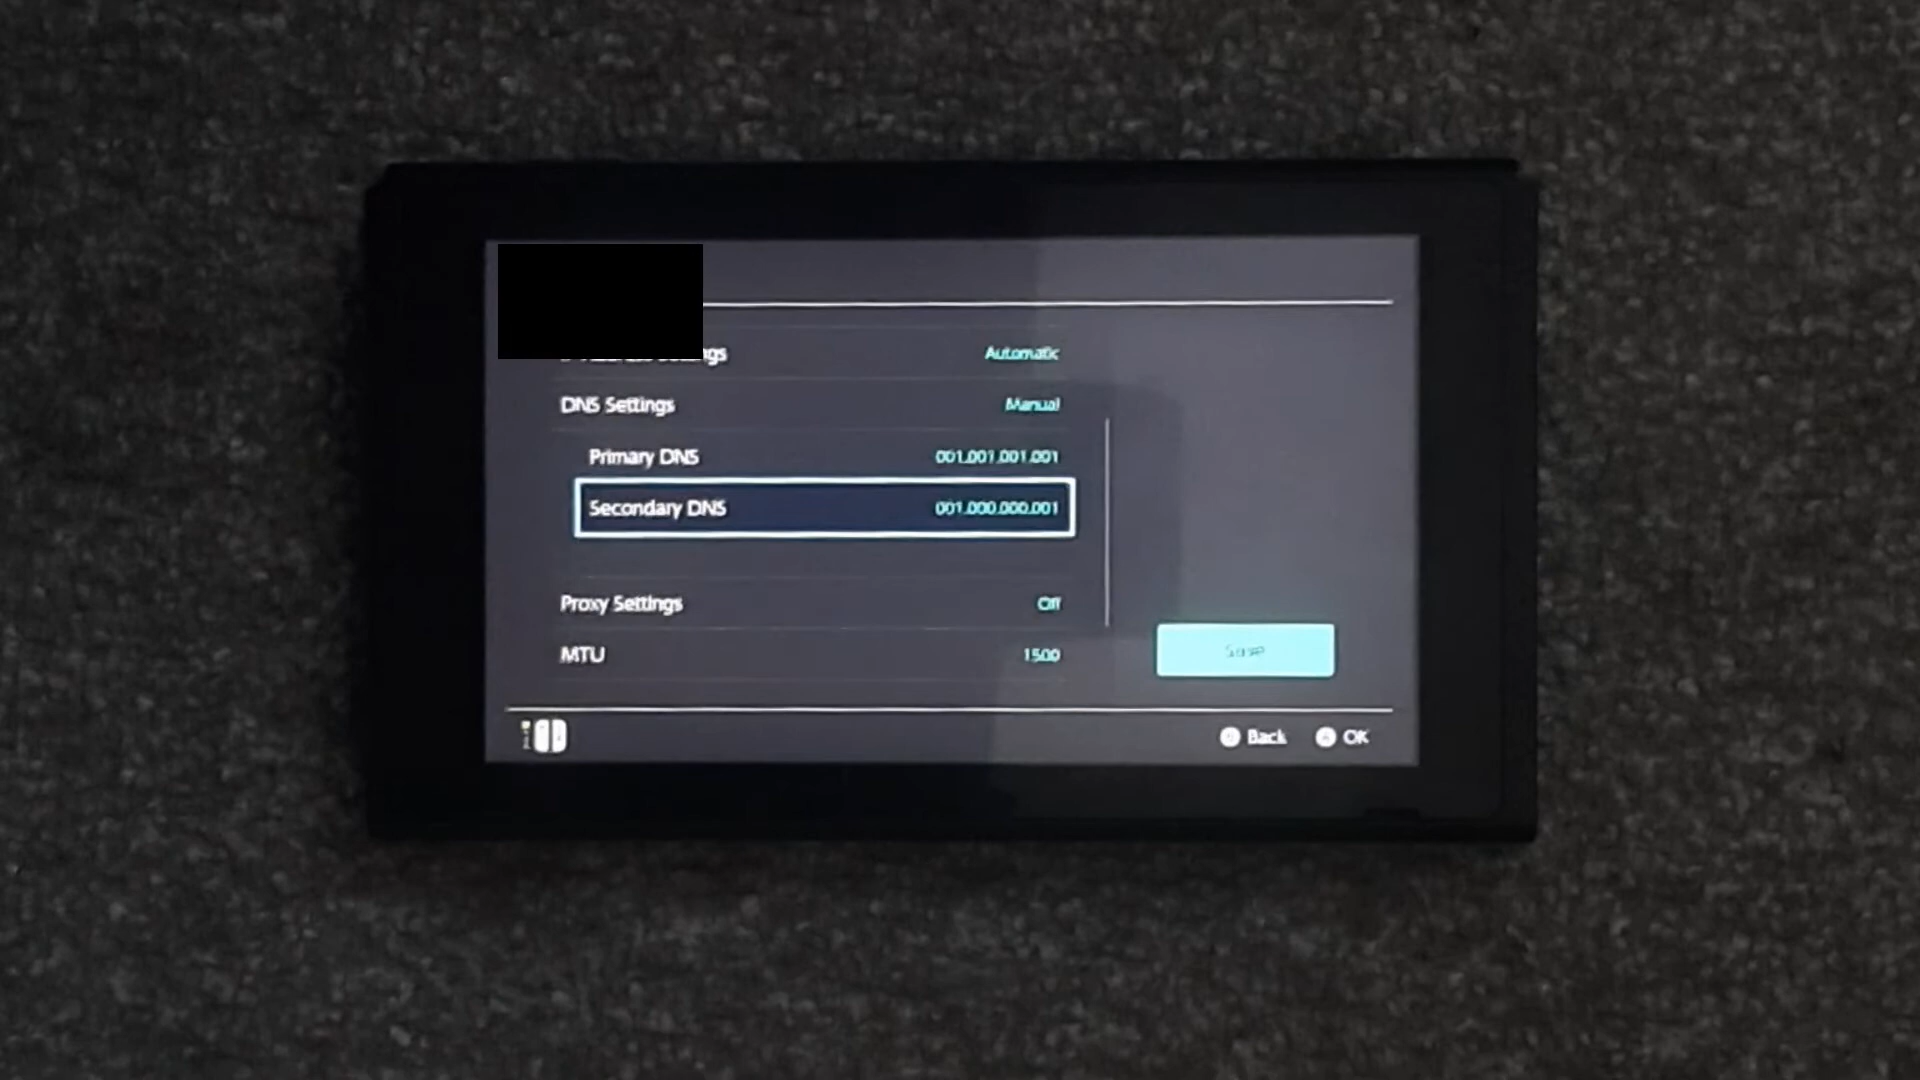 Automatic
DNS Settings Manual
Primary DNS 001.001.001.001
Secondary DNS 001.000.000.001
Proxy Settings Off
MTU 1500
Save
Back OK